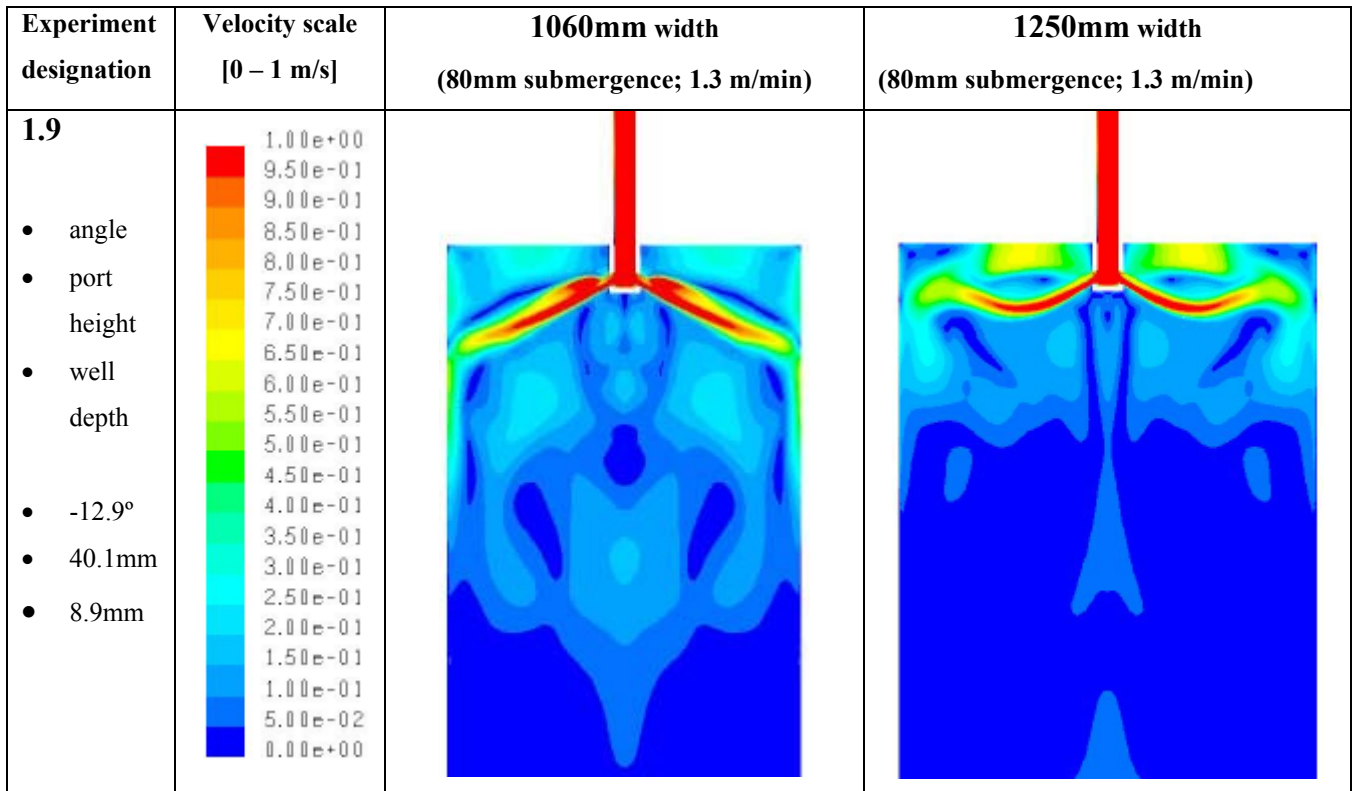 Experiment designation
Velocity scale
[0 – 1 m/s]
1060mm width
(80mm submergence; 1.3 m/min)
1250mm width
(80mm submergence; 1.3 m/min)
1.9
• angle
• port
height
• well
depth
• -12.9º
• 40.1mm
• 8.9mm
1.00e+00
9.50e-01
9.00e-01
8.50e-01
8.00e-01
7.50e-01
7.00e-01
6.50e-01
6.00e-01
5.50e-01
5.00e-01
4.50e-01
4.00e-01
3.50e-01
3.00e-01
2.50e-01
2.00e-01
1.50e-01
1.00e-01
5.00e-02
0.00e+00